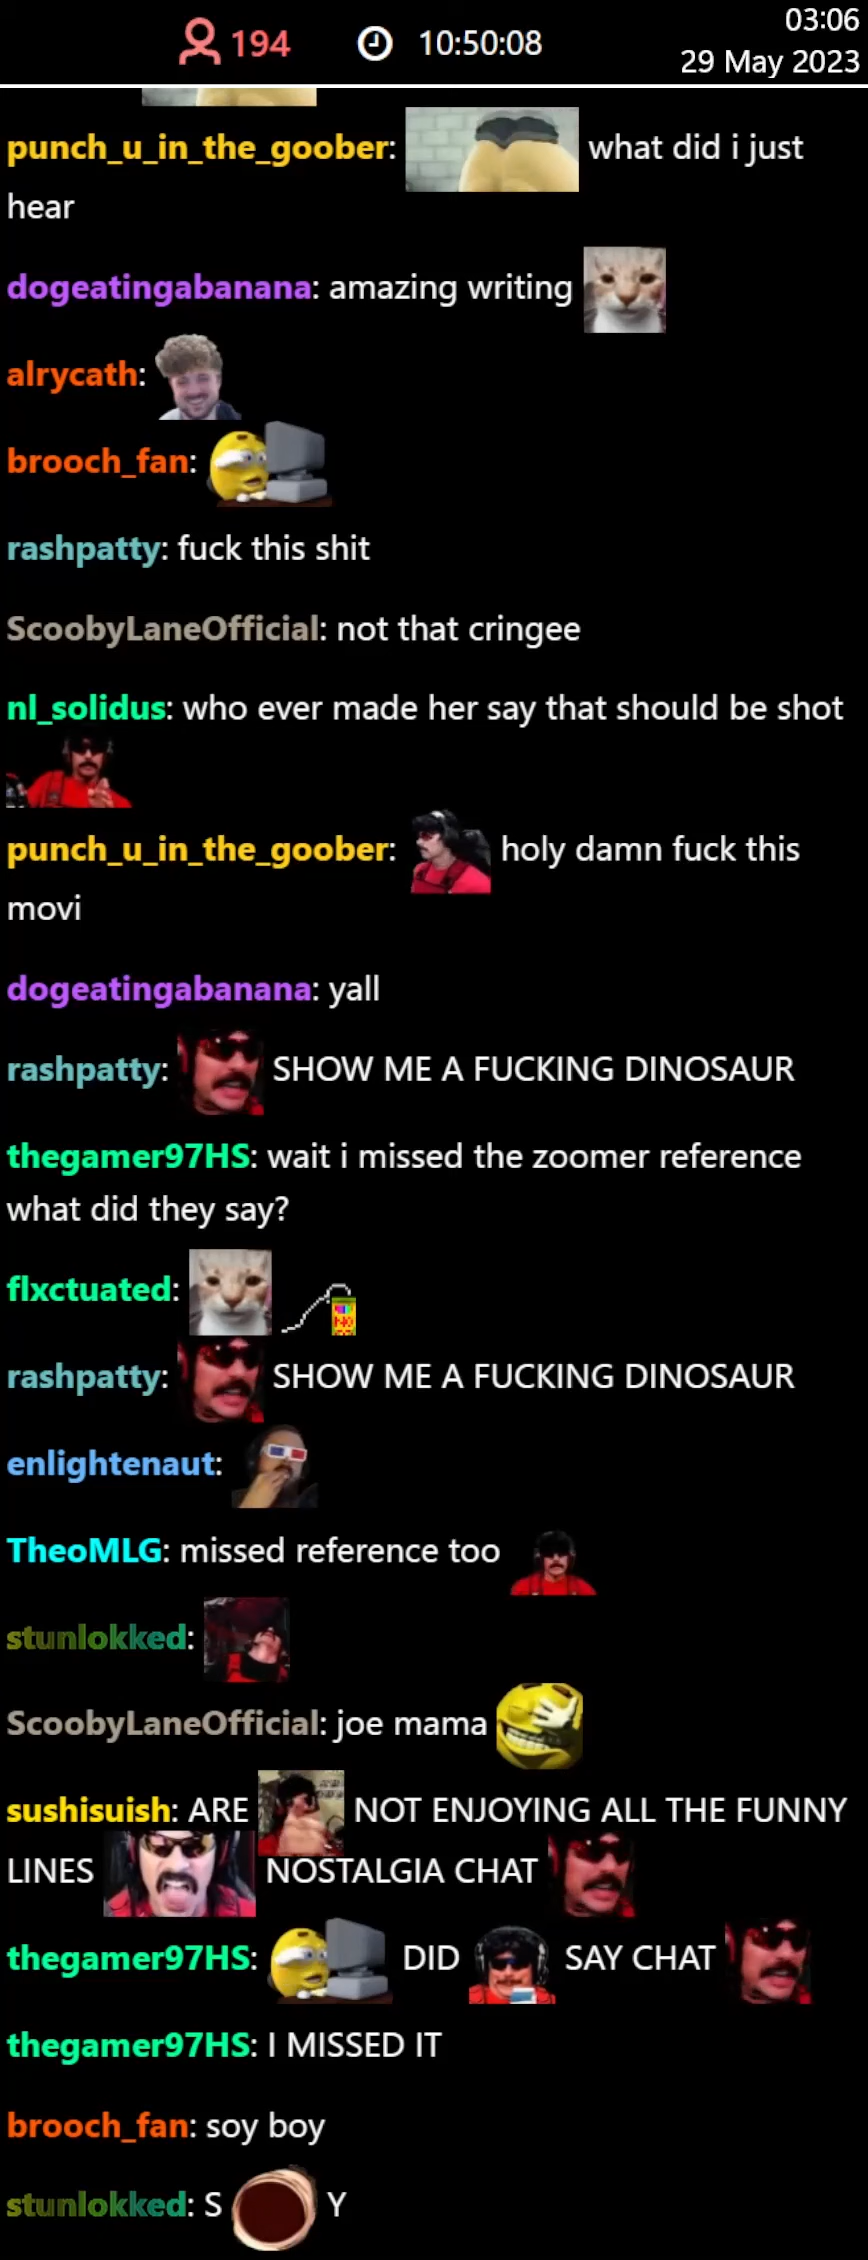 194 10:50:08 03:06
29 May 2023
punch_u_in_the_goober: what did i just
hear
dogeatingabanana: amazing writing
alrycath:
brooch_fan:
rashpatty: fuck this shit
ScoobyLaneOfficial: not that cringee
nl_solidus: who ever made her say that should be shot
punch_u_in_the_goober: holy damn fuck this
movi
dogeatingabanana: yall
rashpatty: SHOW ME A FUCKING DINOSAUR
thegamer97HS: wait i missed the zoomer reference
what did they say?
flxctuated: NO
rashpatty: SHOW ME A FUCKING DINOSAUR
enlightenaut:
TheoMLG: missed reference too
stunlokked:
ScoobyLaneOfficial: joe mama
sushisuish: ARE NOT ENJOYING ALL THE FUNNY
LINES NOSTALGIA CHAT
thegamer97HS: DID SAY CHAT
thegamer97HS: I MISSED IT
brooch_fan: soy boy
stunlokked: S Y